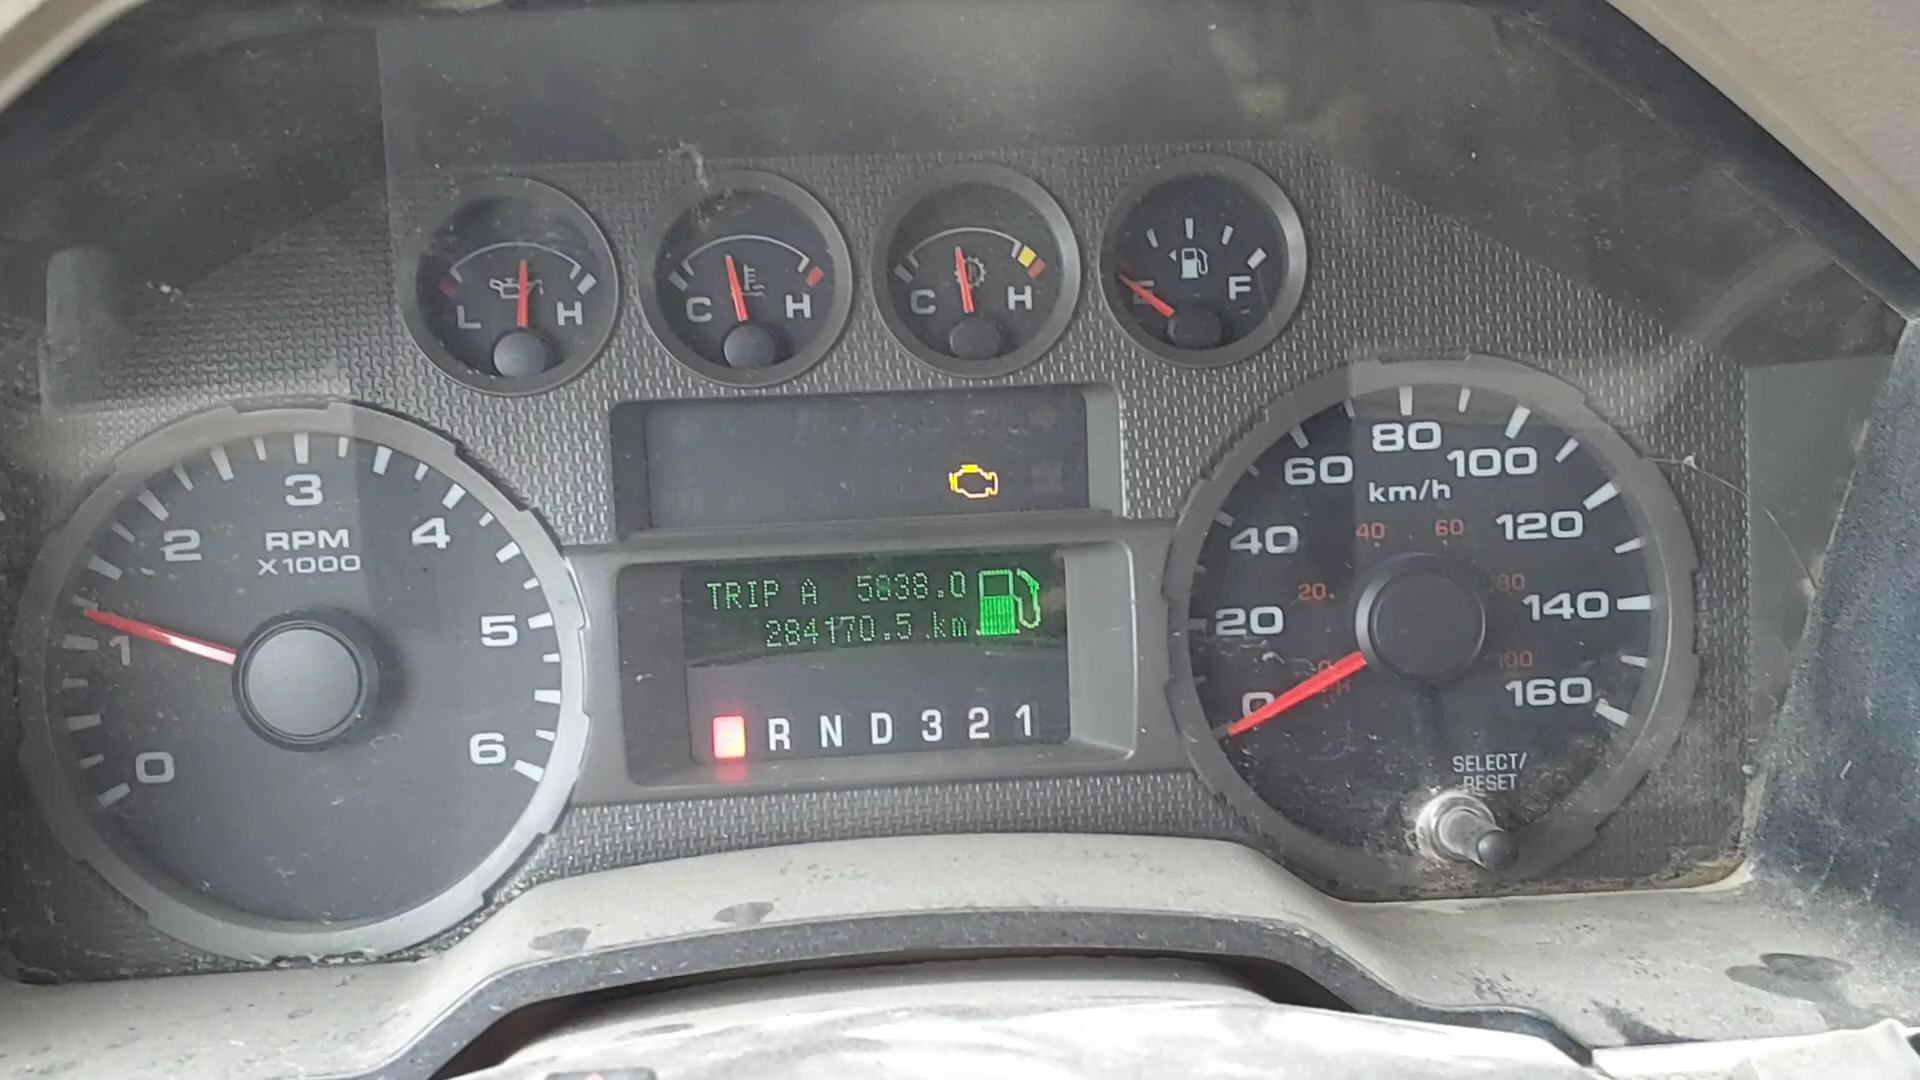 L H
C H
C H
E F
0 1 2 3 4 5 6
RPM
X1000
TRIP A 5838.0
284170.5 km
R N D 3 2 1
0 20 40 60 80 100 120 140 160
km/h
20 40 60 80 100
SELECT/
RESET